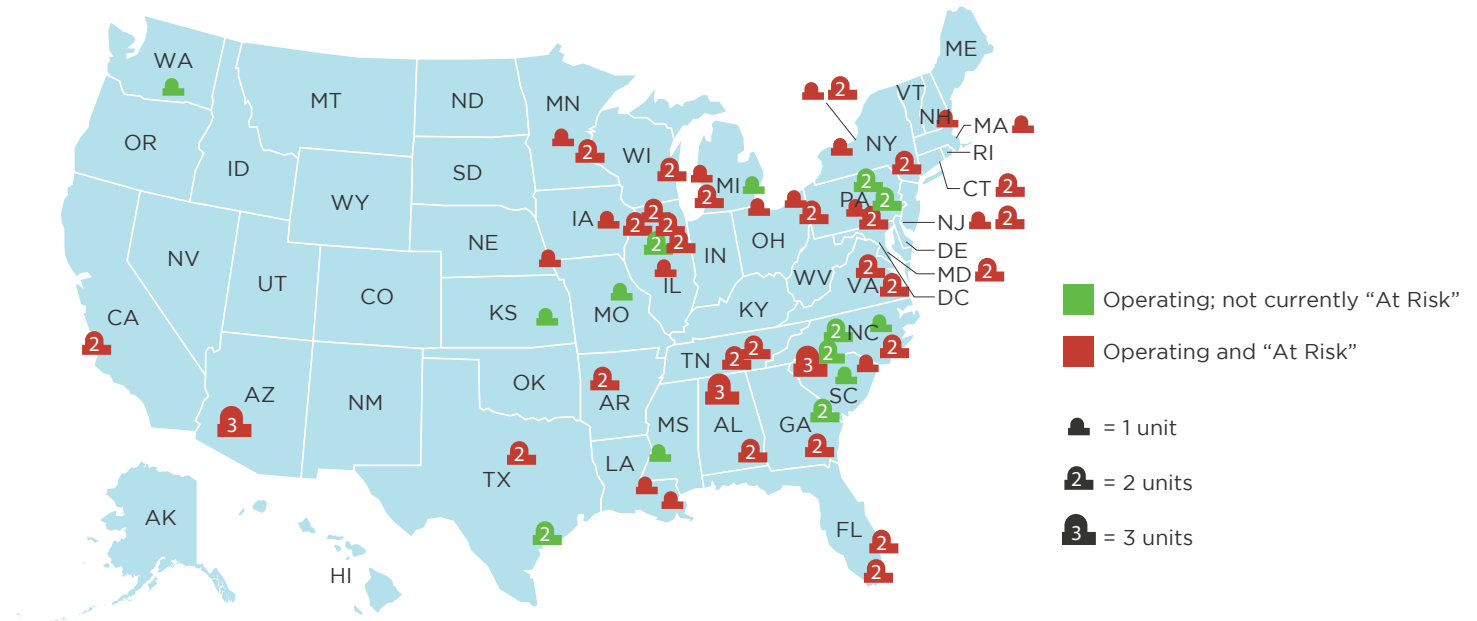 ME
WA
VT
2
MT
ND
MN
NH
MA
OR
NY
RI
2
WI
2
ID
SD
2
MI
2
CT
2
2
WY
2
PA
2
IA
2
2
2
2
2
NJ
2
NE
2
2
OH
DE
NV
IN
2
MD
2
UT
IL
WV
VA
2
DC
CO
KS
MO
KY
CA
2
NC
2
TN
2
2
3
2
2
OK
AR
2
SC
AZ
3
NM
3
2
MS
AL
GA
TX
2
LA
2
2
AK
2
FL
2
HI
2
Operating; not currently “At Risk”
Operating and “At Risk”
= 1 unit
2 = 2 units
3 = 3 units